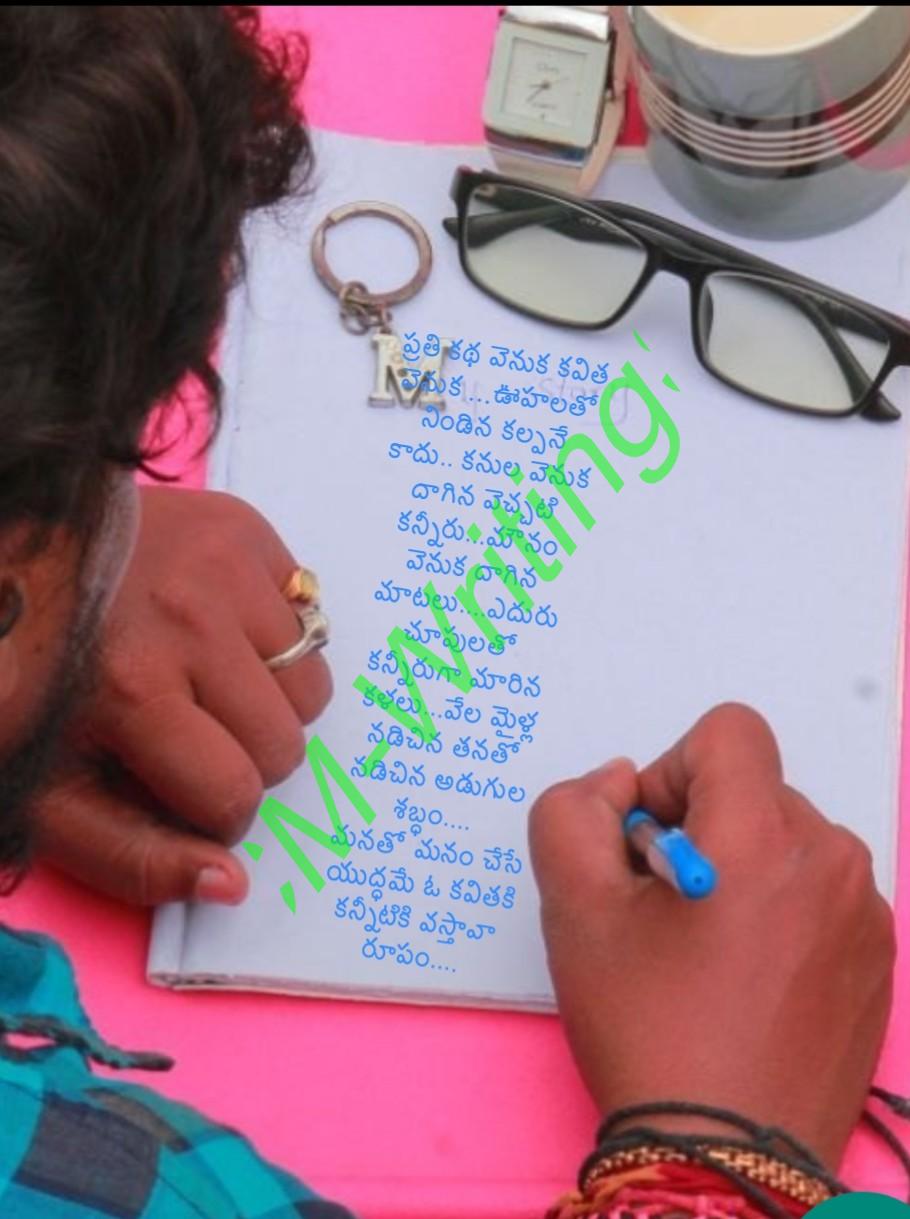 ప్రతి కథ వెనుక కవిత
వెనుక...ఊహలతో
నిండిన కల్పనే
కాదు.. కనుల వెనుక
దాగిన వెచ్చటి
కన్నీరు...మౌనం
వెనుక దాగిన
మాటలు....ఎదురు
చూపులతో
కన్నీరుగా మారిన
కళలు...వేల మైళ్ల
నడిచిన తనతో
నడిచిన అడుగుల
శబ్ధం....
మనతో మనం చేసే
యుద్ధమే ఓ కవితకి
కన్నీటికి వస్తావా
రూపం....
'M-Writing'
M